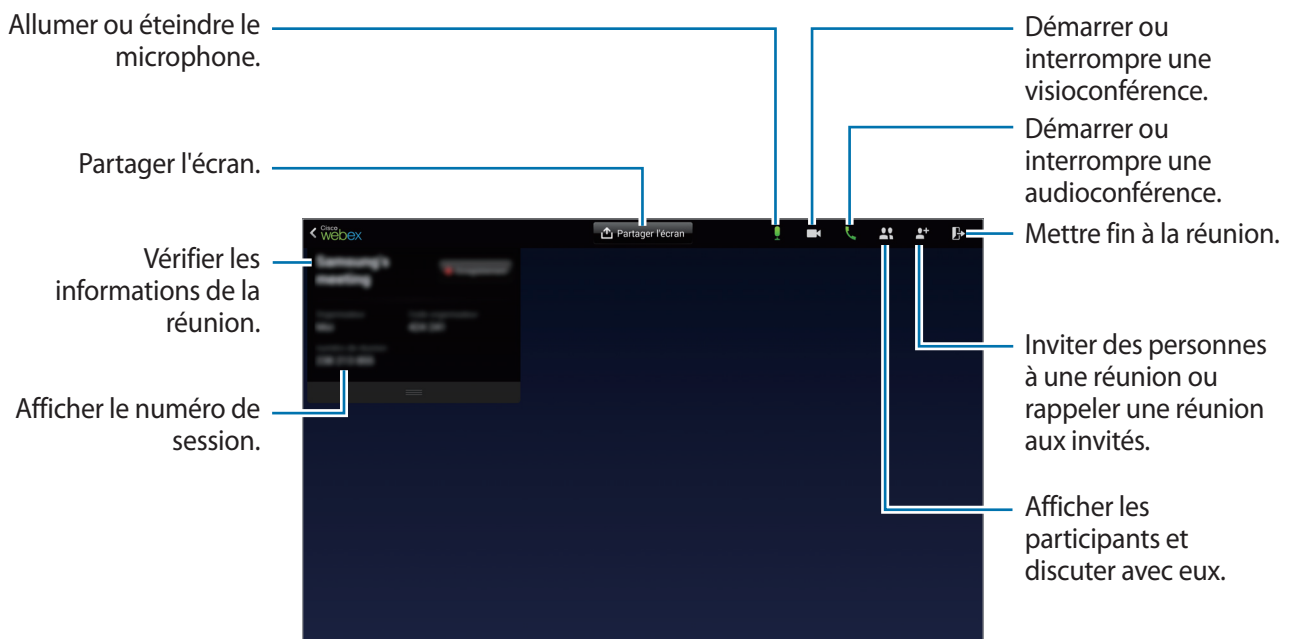 Allumer ou éteindre le
microphone.
Partager l'écran.
Vérifier les
informations de la
réunion.
Afficher le numéro de
session.
Cisco
webex
Partager l'écran
Samsung's
meeting
Démarrer ou
interrompre une
visioconférence.
Démarrer ou
interrompre une
audioconférence.
Mettre fin à la réunion.
Inviter des personnes
à une réunion ou
rappeler une réunion
aux invités.
Afficher les
participants et
discuter avec eux.